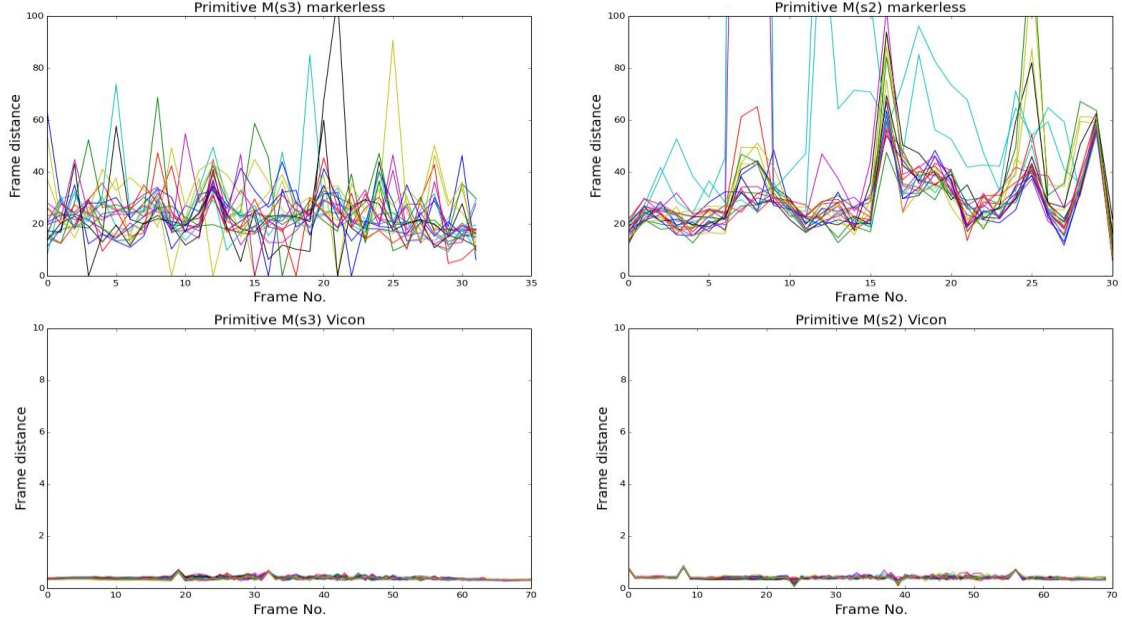 Primitive M(s3) markerless
100
80
60
40
20
0
Frame distance
0 5 10 15 20 25 30 35
Frame No.
Primitive M(s2) markerless
100
80
60
40
20
0
Frame distance
0 5 10 15 20 25 30
Frame No.
Primitive M(s3) Vicon
10
8
6
4
2
0
Frame distance
0 10 20 30 40 50 60 70
Frame No.
Primitive M(s2) Vicon
10
8
6
4
2
0
Frame distance
0 10 20 30 40 50 60 70
Frame No.